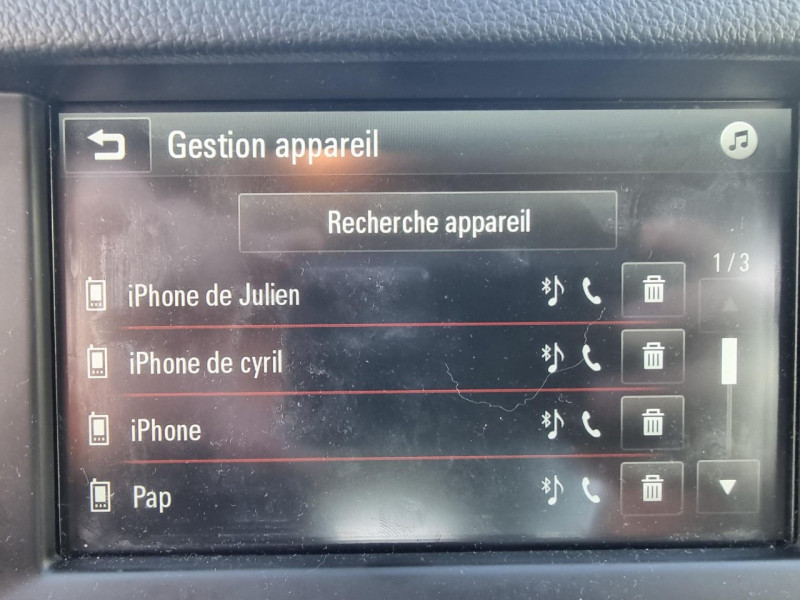 Gestion appareil
Recherche appareil
1/3
iPhone de Julien
iPhone de cyril
iPhone
Pap